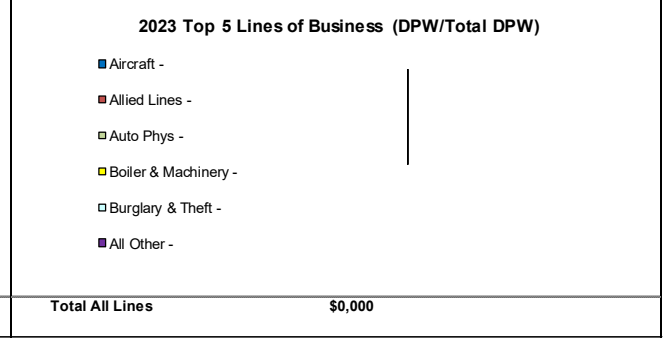 2023 Top 5 Lines of Business (DPW/Total DPW)
Aircraft -
Allied Lines -
Auto Phys -
Boiler & Machinery -
Burglary & Theft -
All Other -
Total All Lines $0,000